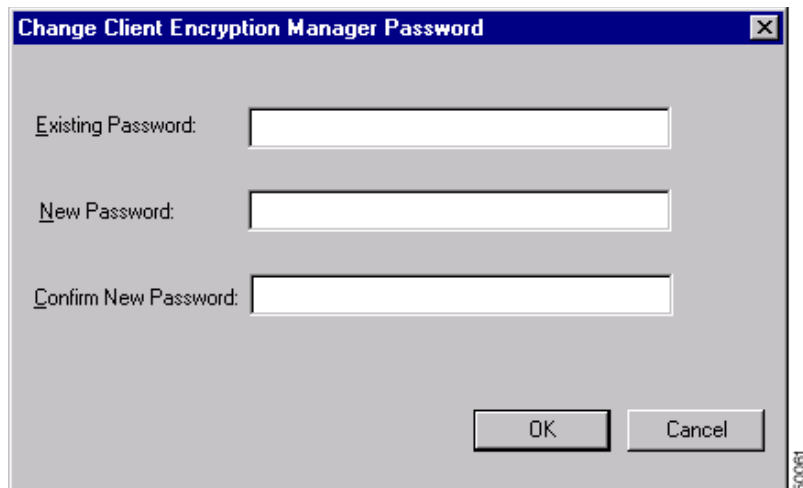 Change Client Encryption Manager Password
Existing Password:
New Password:
Confirm New Password:
OK
Cancel